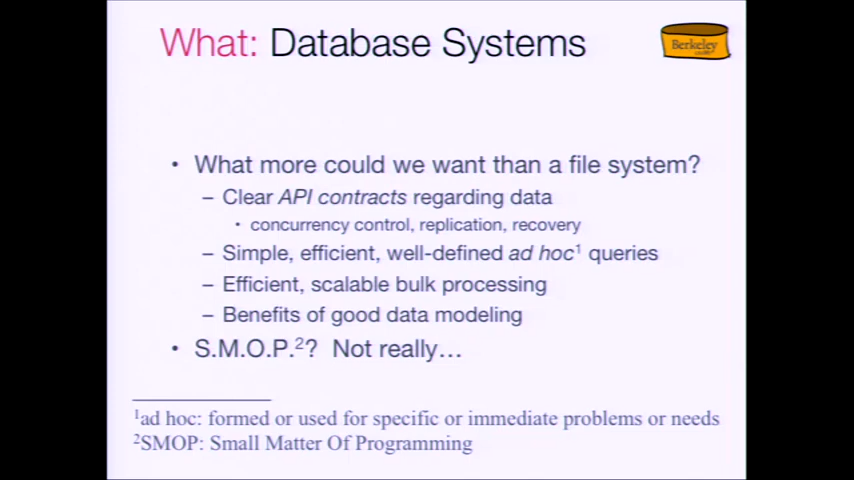 What: Database Systems
Berkeley
• What more could we want than a file system?
– Clear API contracts regarding data
• concurrency control, replication, recovery
– Simple, efficient, well-defined ad hoc¹ queries
– Efficient, scalable bulk processing
– Benefits of good data modeling
• S.M.O.P.²? Not really…
¹ad hoc: formed or used for specific or immediate problems or needs
²SMOP: Small Matter Of Programming